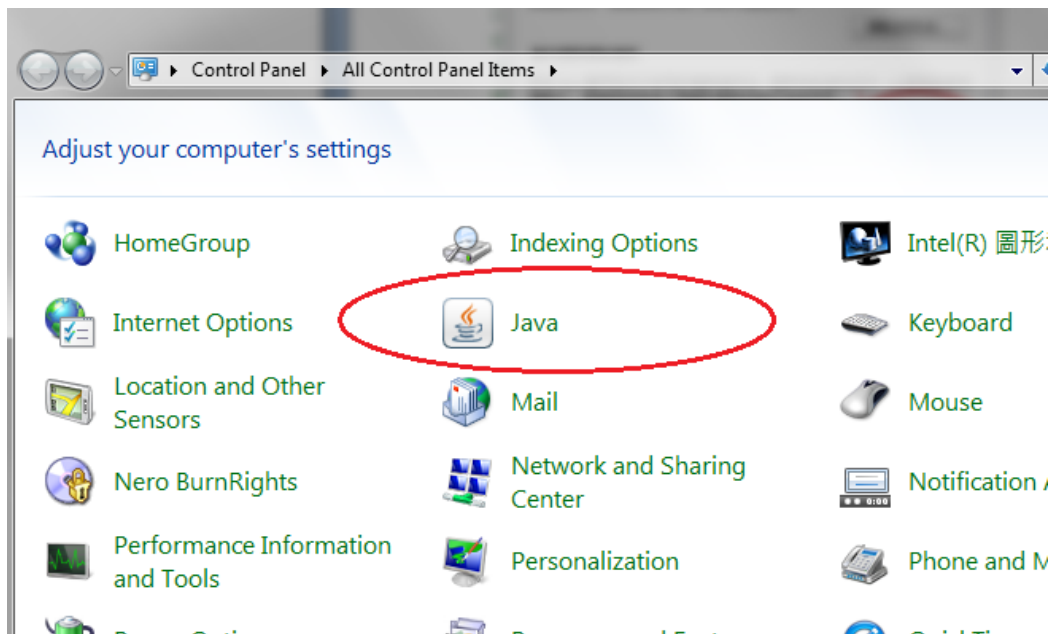 Control Panel
All Control Panel Items
Adjust your computer's settings
HomeGroup
Indexing Options
Intel(R) 圖形
Internet Options
Java
Keyboard
Location and Other
Sensors
Mail
Mouse
Nero BurnRights
Network and Sharing
Center
Notification
Performance Information
and Tools
Personalization
Phone and M